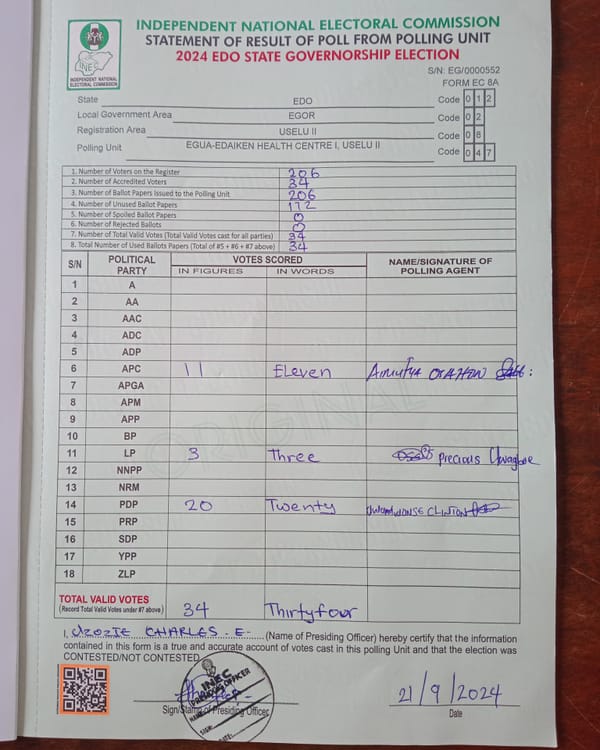 INDEPENDENT NATIONAL ELECTORAL COMMISSION
STATEMENT OF RESULT OF POLL FROM POLLING UNIT
2024 EDO STATE GOVERNORSHIP ELECTION
INEC
INDEPENDENT NATIONAL ELECTORAL COMMISSION
S/N: EG/0000552
FORM EC 8A
State EDO Code 0 1 2
Local Government Area EGOR Code 0 2
Registration Area USELU II Code 0 8
Polling Unit EGUA-EDAIKEN HEALTH CENTRE I, USELU II Code 0 4 7
1. Number of Voters on the Register 206
2. Number of Accredited Voters 34
3. Number of Ballot Papers Issued to the Polling Unit 206
4. Number of Unused Ballot Papers 172
5. Number of Spoiled Ballot Papers 0
6. Number of Rejected Ballots 0
7. Number of Total Valid Votes (Total Valid Votes cast for all parties) 34
8. Total Number of Used Ballots Papers (Total of #5 + #6 + #7 above) 34
S/N POLITICAL PARTY VOTES SCORED NAME/SIGNATURE OF POLLING AGENT
IN FIGURES IN WORDS
1 A
2 AA
3 AAC
4 ADC
5 ADP
6 APC 11 Eleven
7 APGA
8 APM
9 APP
10 BP
11 LP 3 Three Precious
12 NNPP
13 NRM
14 PDP 20 Twenty CLINTON
15 PRP
16 SDP
17 YPP
18 ZLP
ORIGINAL
TOTAL VALID VOTES
(Record Total Valid Votes under #7 above) 34 Thirtyfour
I, UZOZIE CHARLES - E- (Name of Presiding Officer) hereby certify that the information
contained in this form is a true and accurate account of votes cast in this polling Unit and that the election was
CONTESTED/NOT CONTESTED
INEC
PRESIDING OFFICER
NAME:
SIGN:
DATE:
21/9/2024
Sign/Stamp of Presiding Officer
Date